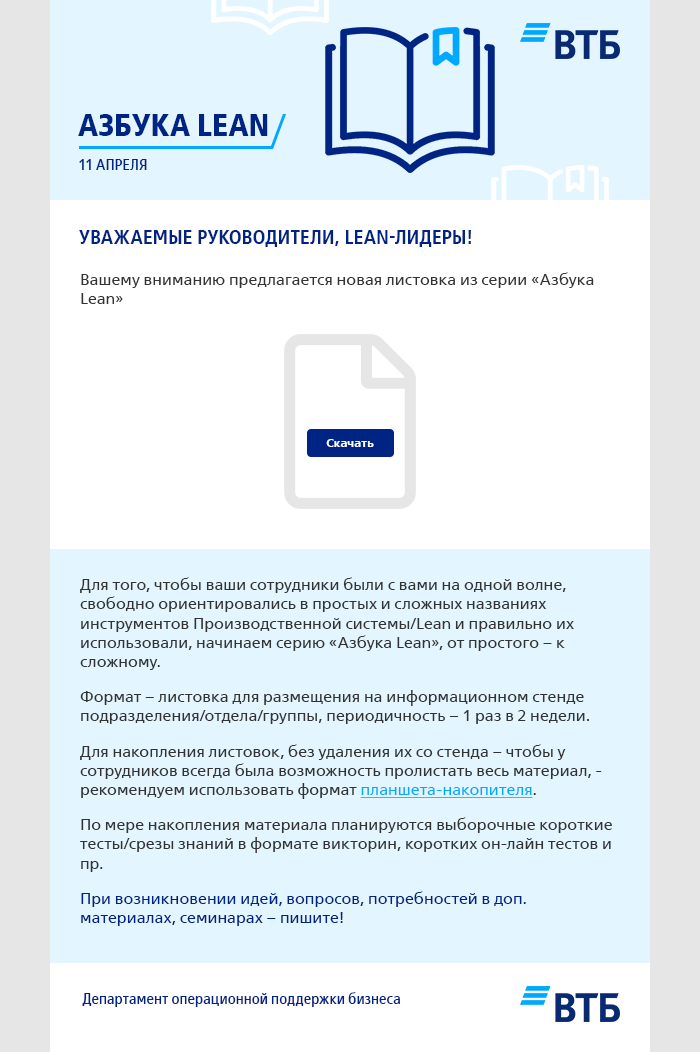 ВТБ
АЗБУКА LEAN
11 АПРЕЛЯ
УВАЖАЕМЫЕ РУКОВОДИТЕЛИ, LEAN-ЛИДЕРЫ!
Вашему вниманию предлагается новая листовка из серии «Азбука
Lean»
Скачать
Для того, чтобы ваши сотрудники были с вами на одной волне,
свободно ориентировались в простых и сложных названиях
инструментов Производственной системы/Lean и правильно их
использовали, начинаем серию «Азбука Lean», от простого – к
сложному.
Формат – листовка для размещения на информационном стенде
подразделения/отдела/группы, периодичность – 1 раз в 2 недели.
Для накопления листовок, без удаления их со стенда – чтобы у
сотрудников всегда была возможность пролистать весь материал, -
рекомендуем использовать формат планшета-накопителя.
По мере накопления материала планируются выборочные короткие
тесты/срезы знаний в формате викторин, коротких он-лайн тестов и
пр.
При возникновении идей, вопросов, потребностей в доп.
материалах, семинарах – пишите!
Департамент операционной поддержки бизнеса
ВТБ